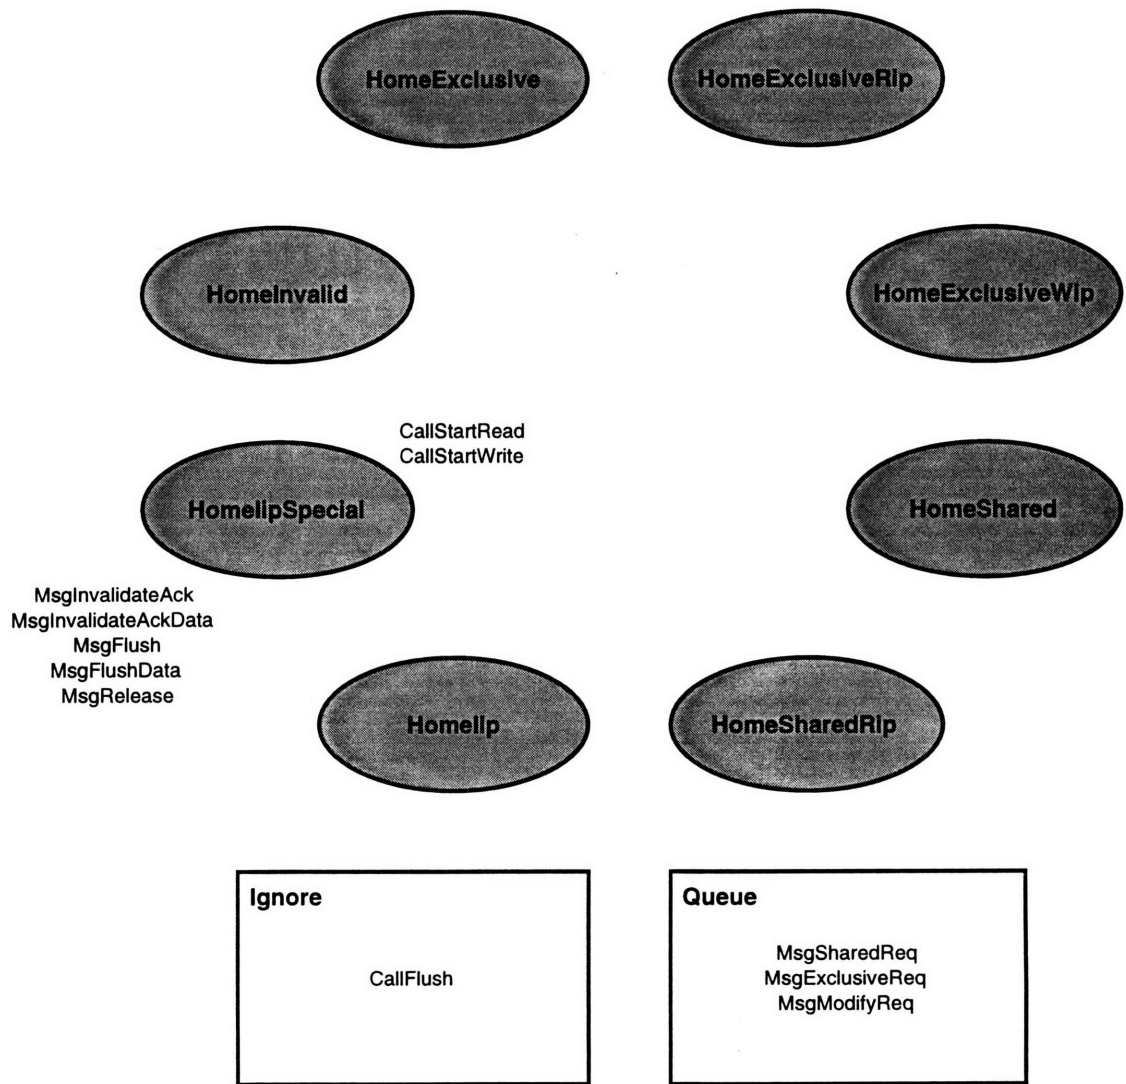 HomeExclusive
HomeExclusiveRip
HomeInvalid
HomeExclusiveWip
CallStartRead
CallStartWrite
HomeIipSpecial
HomeShared
MsgInvalidateAck
MsgInvalidateAckData
MsgFlush
MsgFlushData
MsgRelease
HomeIip
HomeSharedRip
Ignore
CallFlush
Queue
MsgSharedReq
MsgExclusiveReq
MsgModifyReq